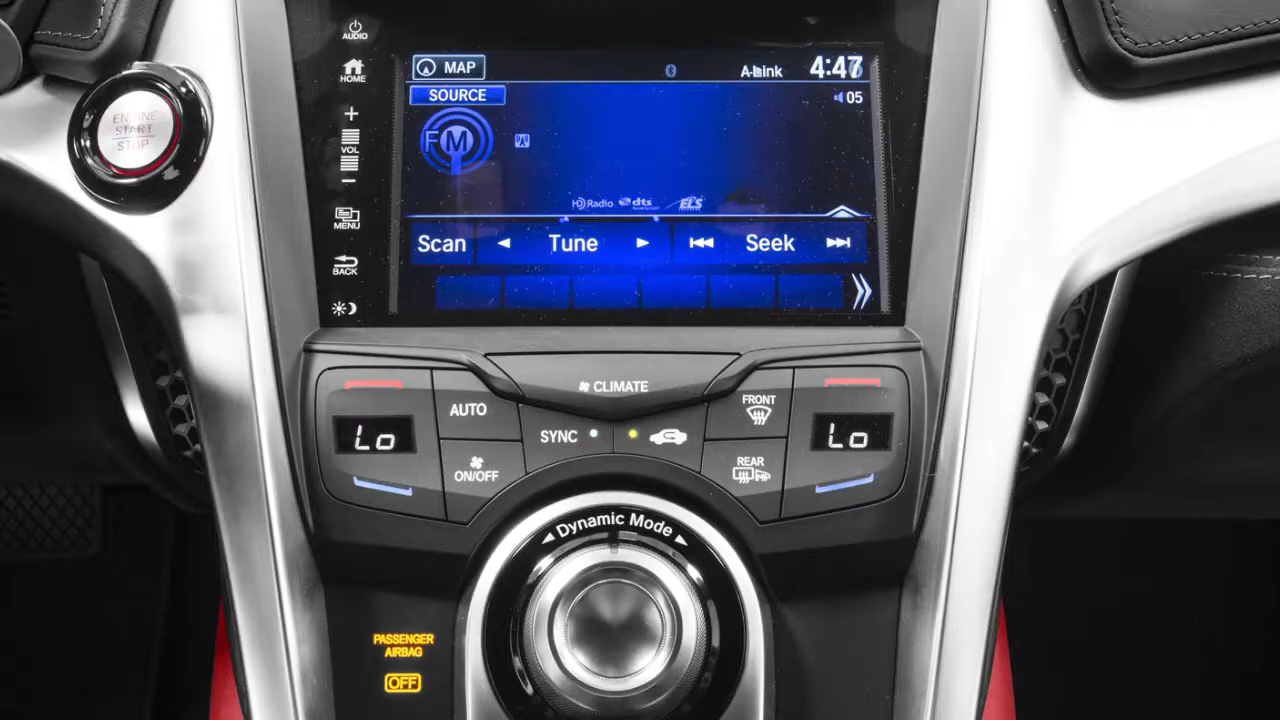 AUDIO
HOME
VOL
MENU
BACK
ENGINE
START
STOP
MAP
A-Link
4:47
SOURCE
05
FM
HD Radio
dts
ELS
Scan
Tune
Seek
CLIMATE
AUTO
SYNC
ON/OFF
FRONT
REAR
Lo
Lo
Dynamic Mode
PASSENGER
AIRBAG
OFF